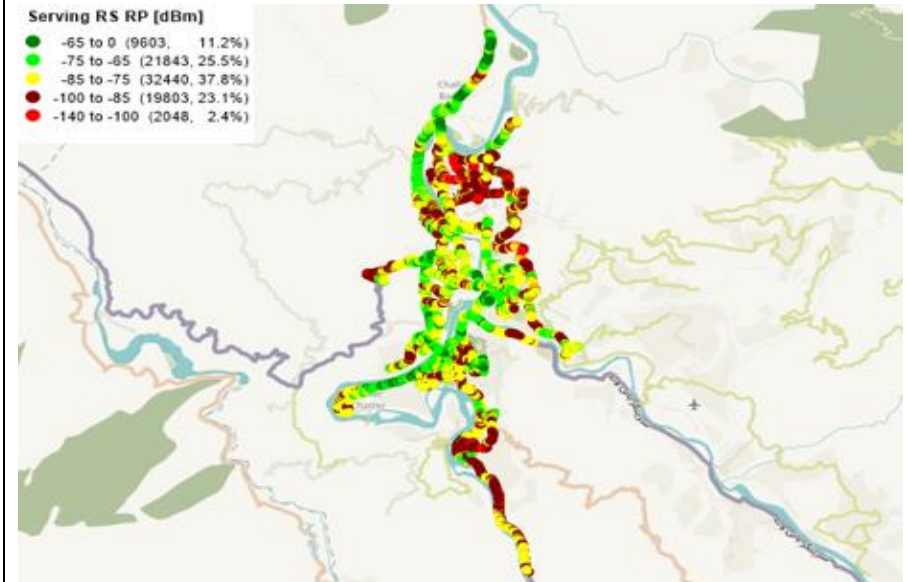 Serving RS RP [dBm]
-65 to 0 (9603, 11.2%)
-75 to -65 (21843, 25.5%)
-85 to -75 (32440, 37.8%)
-100 to -85 (19803, 23.1%)
-140 to -100 (2048, 2.4%)